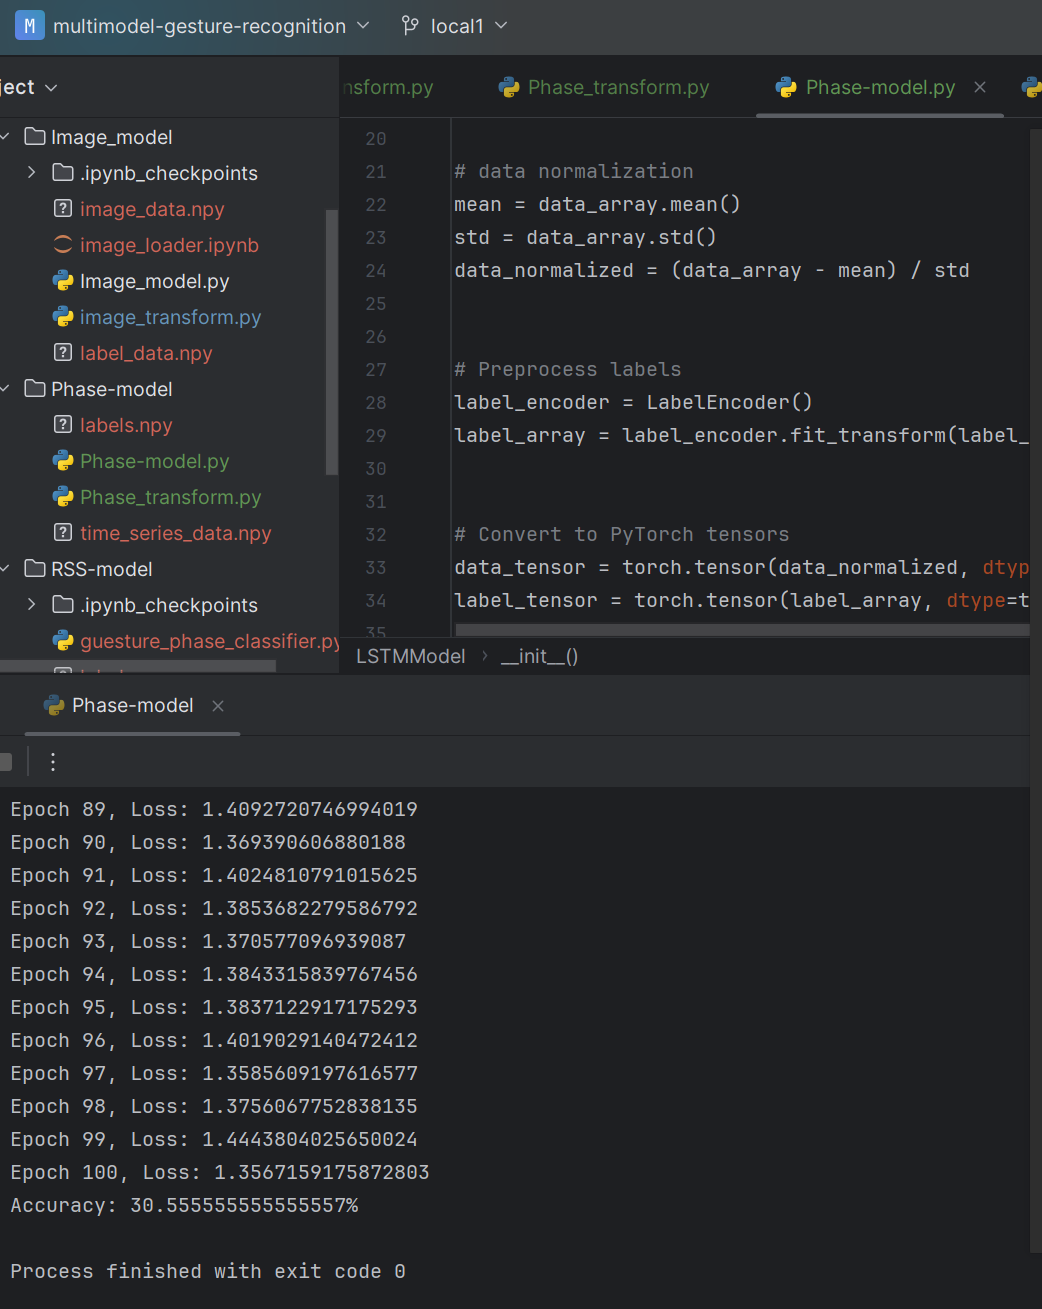 M multimodel-gesture-recognition local1
ject
nsform.py Phase_transform.py Phase-model.py
Image_model
.ipynb_checkpoints
image_data.npy
image_loader.ipynb
Image_model.py
image_transform.py
label_data.npy
Phase-model
labels.npy
Phase-model.py
Phase_transform.py
time_series_data.npy
RSS-model
.ipynb_checkpoints
guesture_phase_classifier.py
20
21 # data normalization
22 mean = data_array.mean()
23 std = data_array.std()
24 data_normalized = (data_array - mean) / std
25
26
27 # Preprocess labels
28 label_encoder = LabelEncoder()
29 label_array = label_encoder.fit_transform(label_
30
31
32 # Convert to PyTorch tensors
33 data_tensor = torch.tensor(data_normalized, dtyp
34 label_tensor = torch.tensor(label_array, dtype=t
35
LSTMModel › __init__()
Phase-model
Epoch 89, Loss: 1.4092720746994019
Epoch 90, Loss: 1.369390606880188
Epoch 91, Loss: 1.4024810791015625
Epoch 92, Loss: 1.3853682279586792
Epoch 93, Loss: 1.370577096939087
Epoch 94, Loss: 1.3844315839767456
Epoch 95, Loss: 1.3837122917175293
Epoch 96, Loss: 1.4019029140472412
Epoch 97, Loss: 1.3585609197616577
Epoch 98, Loss: 1.3756067752838135
Epoch 99, Loss: 1.4443804025650024
Epoch 100, Loss: 1.3567159175872803
Accuracy: 30.555555555555557%
Process finished with exit code 0